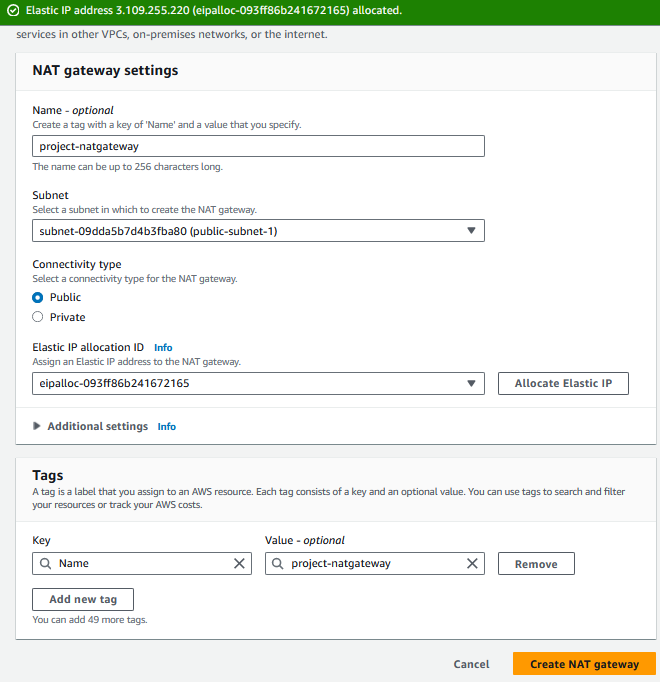 Elastic IP address 3.109.255.220 (eipalloc-093ff86b241672165) allocated.
services in other VPCs, on-premises networks, or the internet.
NAT gateway settings
Name - optional
Create a tag with a key of 'Name' and a value that you specify.
project-natgateway
The name can be up to 256 characters long.
Subnet
Select a subnet in which to create the NAT gateway.
subnet-09dda5b7d4b3fba80 (public-subnet-1)
Connectivity type
Select a connectivity type for the NAT gateway.
Public
Private
Elastic IP allocation ID Info
Assign an Elastic IP address to the NAT gateway.
eipalloc-093ff86b241672165
Allocate Elastic IP
Additional settings Info
Tags
A tag is a label that you assign to an AWS resource. Each tag consists of a key and an optional value. You can use tags to search and filter
your resources or track your AWS costs.
Key Value - optional
Name project-natgateway Remove
Add new tag
You can add 49 more tags.
Cancel Create NAT gateway